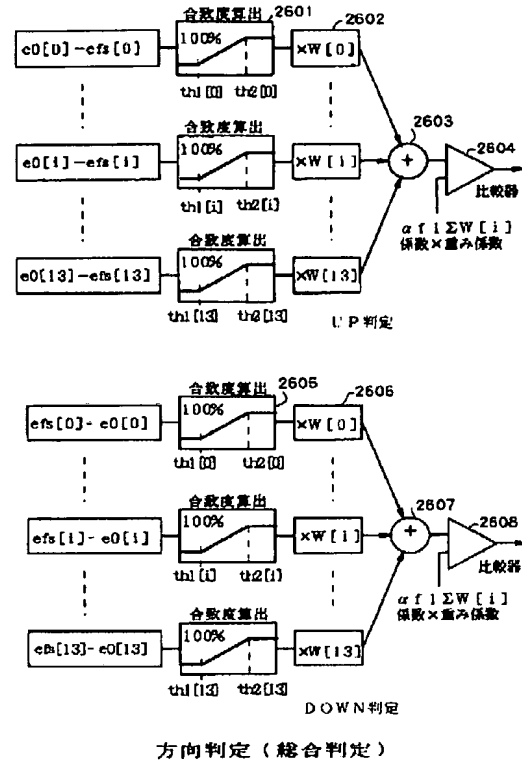 合致度算出 2601 2602
e0[0]-efs[0] 100% ×W[0]
th1[0] th2[0]
2603
合致度算出 2604
e0[i]-efs[i] 100% ×W[i] +
th1[i] th2[i] 比較器
αf1ΣW[i]
係数×重み係数
合致度算出
e0[13]-efs[13] 100% ×W[13]
th1[13] th2[13]
UP判定
合致度算出 2605 2606
efs[0]-e0[0] 100% ×W[0]
th1[0] th2[0]
2607
合致度算出 2608
efs[i]-e0[i] 100% ×W[i] +
th1[i] th2[i] 比較器
αf1ΣW[i]
係数×重み係数
合致度算出
efs[13]-e0[13] 100% ×W[13]
th1[13] th2[13]
DOWN判定
方向判定(総合判定)